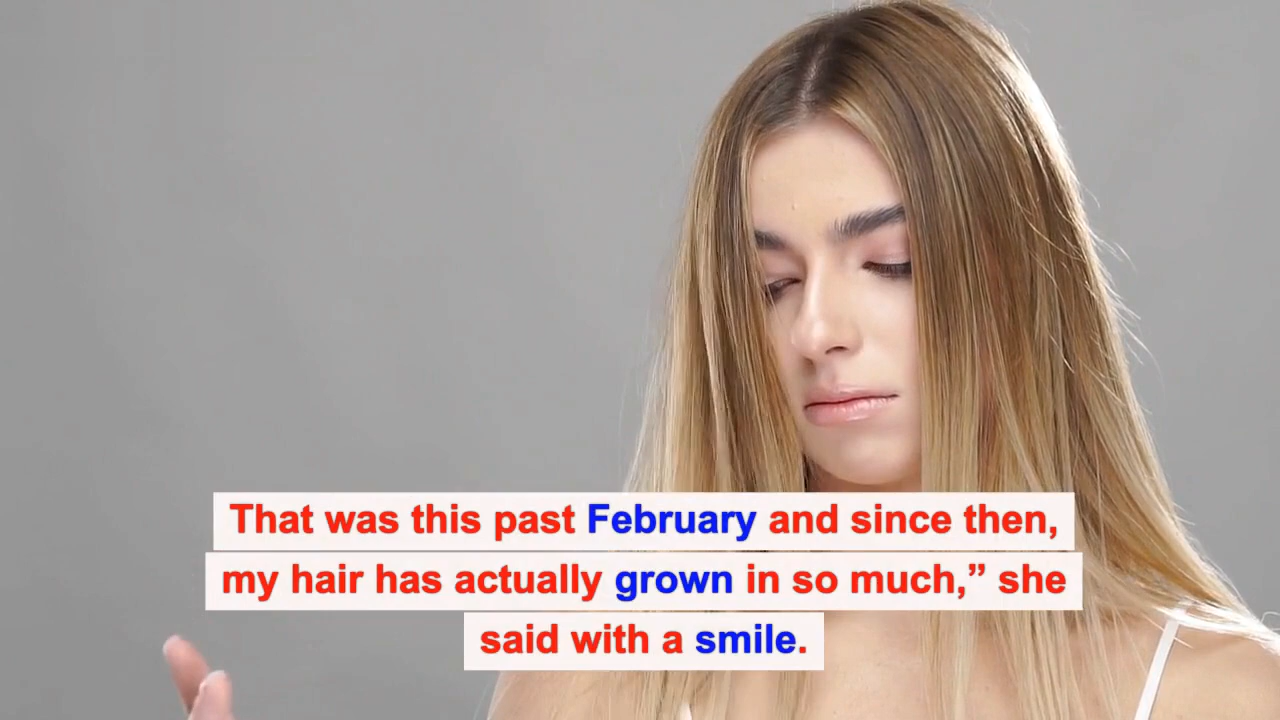 That was this past February and since then,
my hair has actually grown in so much,” she
said with a smile.